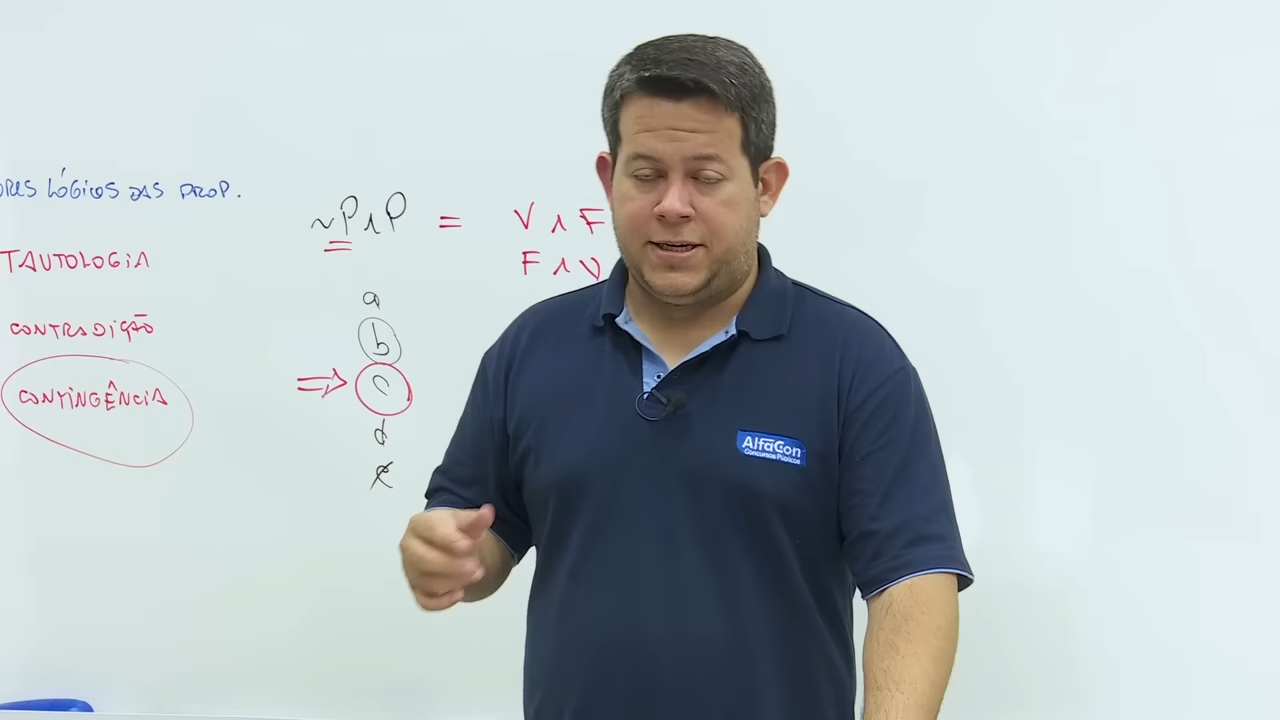 ORES LÓGICOS DAS PROP.
TAUTOLOGIA
CONTRADIÇÃO
CONTINGÊNCIA
~P∧P = V∧F
F∧V
a
b
c
d
e
AlfaCon
Concursos Públicos